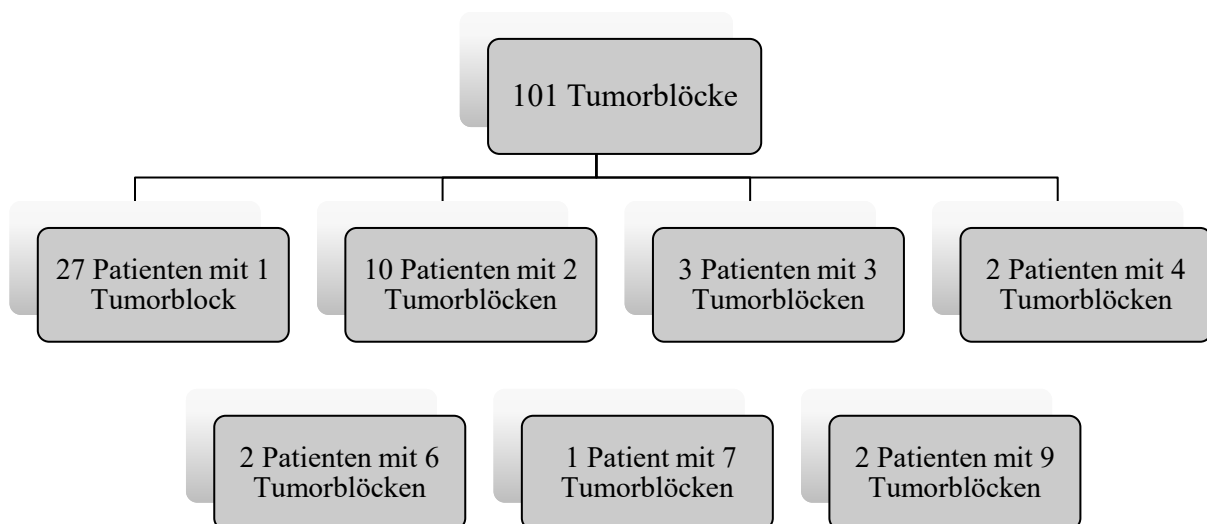 101 Tumorblöcke
27 Patienten mit 1
Tumorblock
10 Patienten mit 2
Tumorblöcken
3 Patienten mit 3
Tumorblöcken
2 Patienten mit 4
Tumorblöcken
2 Patienten mit 6
Tumorblöcken
1 Patient mit 7
Tumorblöcken
2 Patienten mit 9
Tumorblöcken